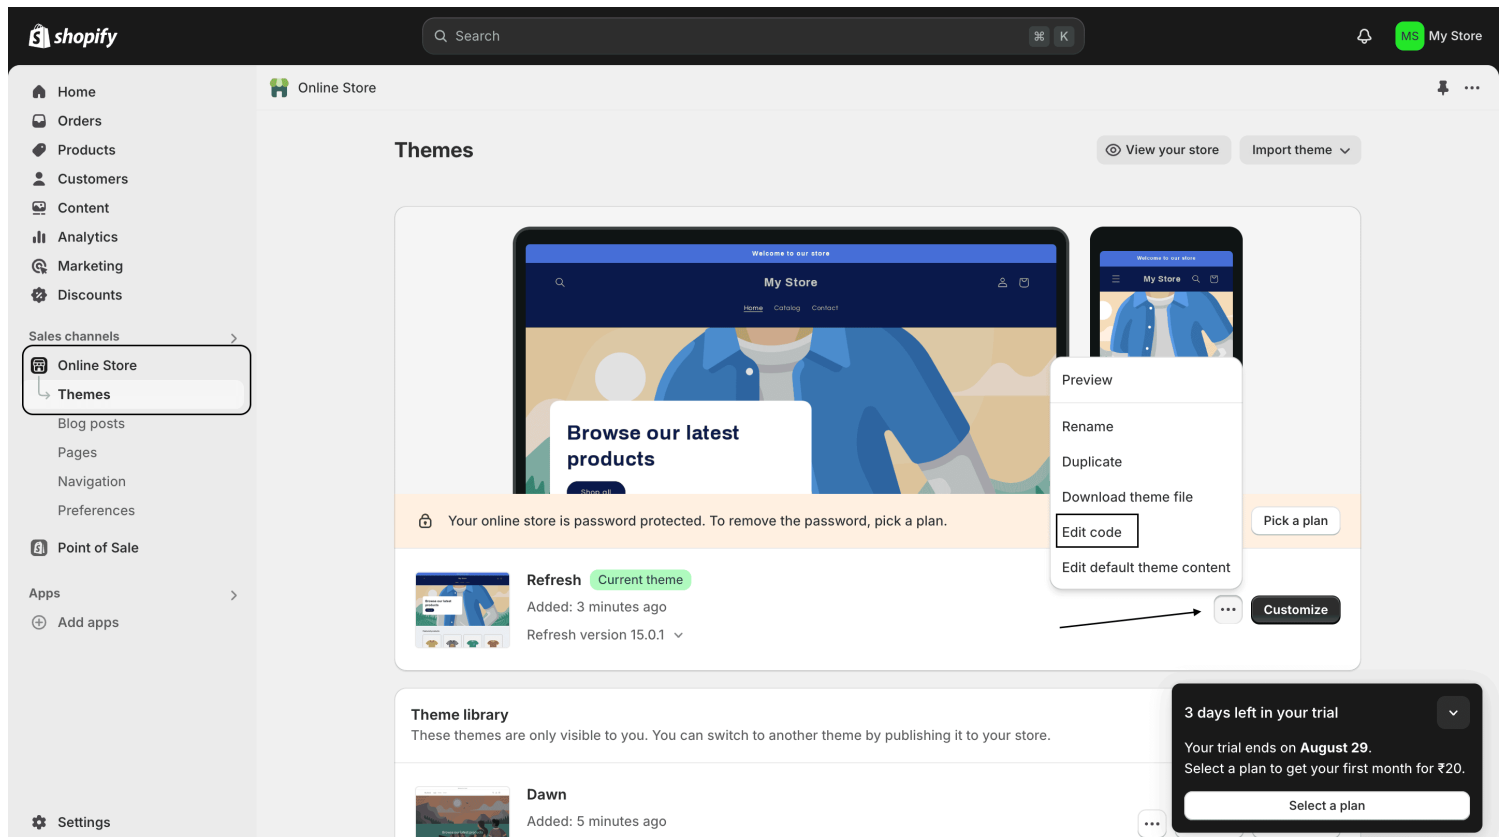 shopify
Search
⌘ K
MS My Store
Home
Orders
Products
Customers
Content
Analytics
Marketing
Discounts
Sales channels
Online Store
Themes
Blog posts
Pages
Navigation
Preferences
Point of Sale
Apps
Add apps
Settings
Online Store
Themes
View your store
Import theme
Welcome to our store
My Store
Home Catalog Contact
Browse our latest
products
Shop all
Welcome to our store
My Store
Preview
Rename
Duplicate
Download theme file
Edit code
Edit default theme content
Your online store is password protected. To remove the password, pick a plan.
Pick a plan
Refresh Current theme
Added: 3 minutes ago
Refresh version 15.0.1
Customize
Browse our latest
products
Theme library
These themes are only visible to you. You can switch to another theme by publishing it to your store.
Dawn
Added: 5 minutes ago
3 days left in your trial
Your trial ends on August 29.
Select a plan to get your first month for ₹20.
Select a plan